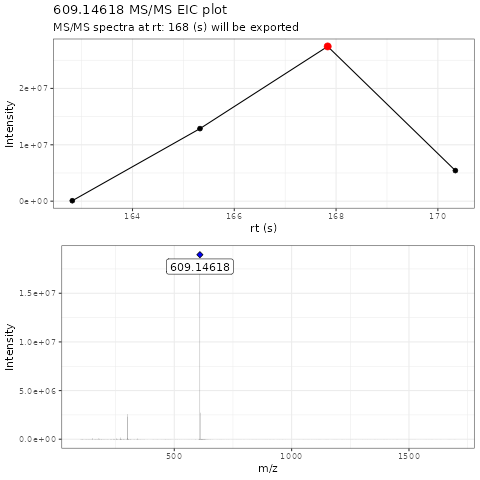 609.14618 MS/MS EIC plot
MS/MS spectra at rt: 168 (s) will be exported
Intensity
2e+07
1e+07
0e+00
164 166 168 170
rt (s)
Intensity
1.5e+07
1.0e+07
5.0e+06
0.0e+00
609.14618
500 1000 1500
m/z